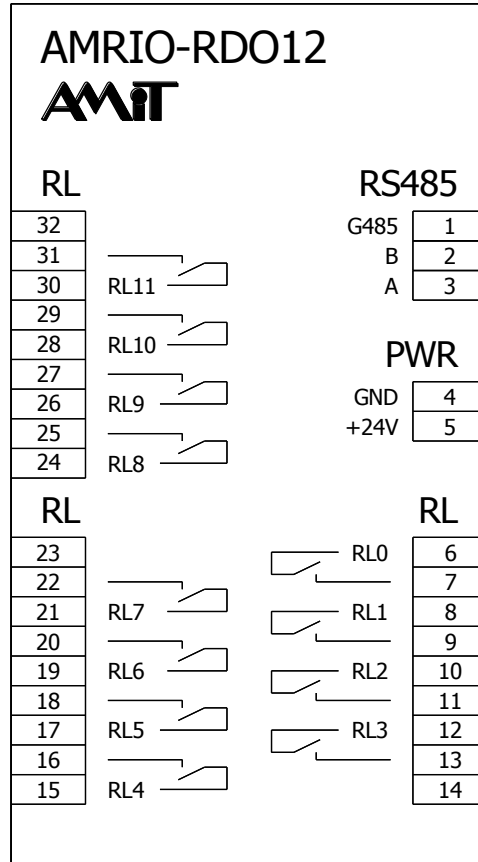 AMRIO-RDO12
AMiT
RL
32
31
30 RL11
29
28 RL10
27
26 RL9
25
24 RL8
RS485
G485 1
B 2
A 3
PWR
GND 4
+24V 5
RL
23
22
21 RL7
20
19 RL6
18
17 RL5
16
15 RL4
RL
RL0 6
7
RL1 8
9
RL2 10
11
RL3 12
13
14